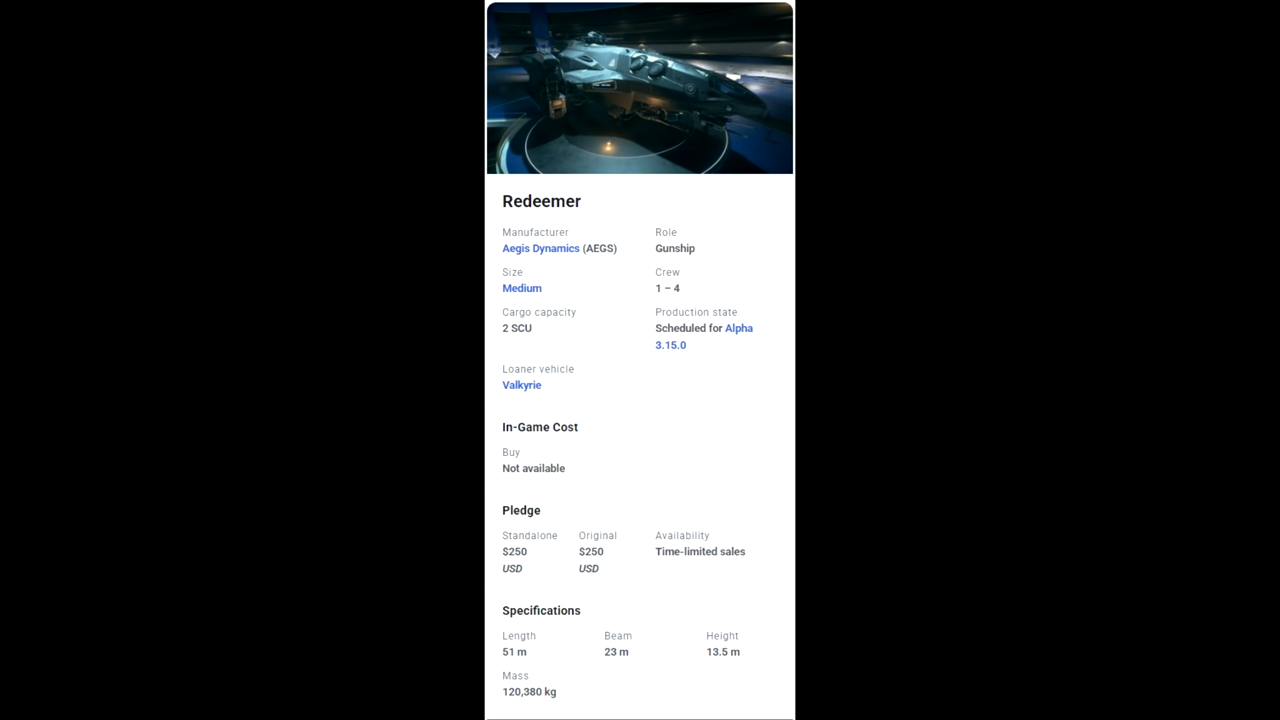 Redeemer
Manufacturer Role
Aegis Dynamics (AEGS) Gunship
Size Crew
Medium 1 – 4
Cargo capacity Production state
2 SCU Scheduled for Alpha
3.15.0
Loaner vehicle
Valkyrie
In-Game Cost
Buy
Not available
Pledge
Standalone Original Availability
$250 $250 Time-limited sales
USD USD
Specifications
Length Beam Height
51 m 23 m 13.5 m
Mass
120,380 kg